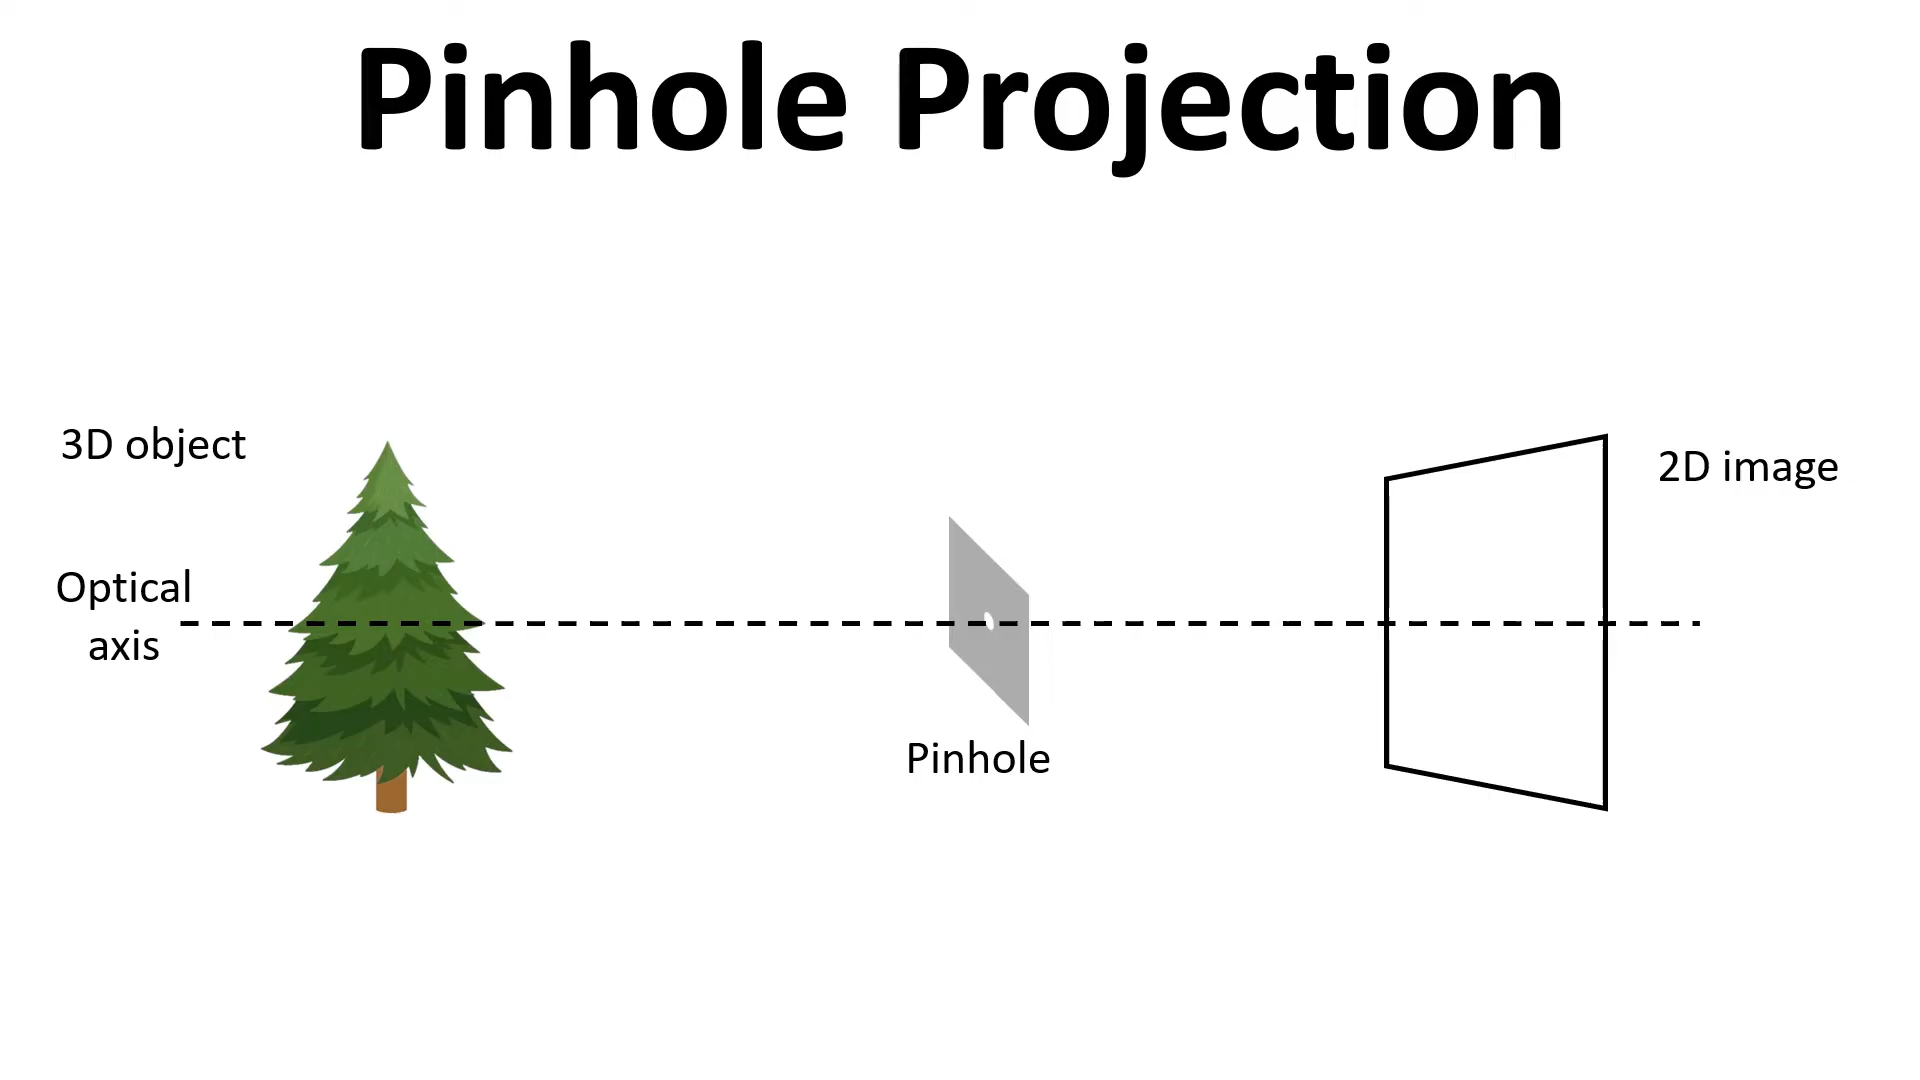 Pinhole Projection
3D object
2D image
Optical
axis
Pinhole